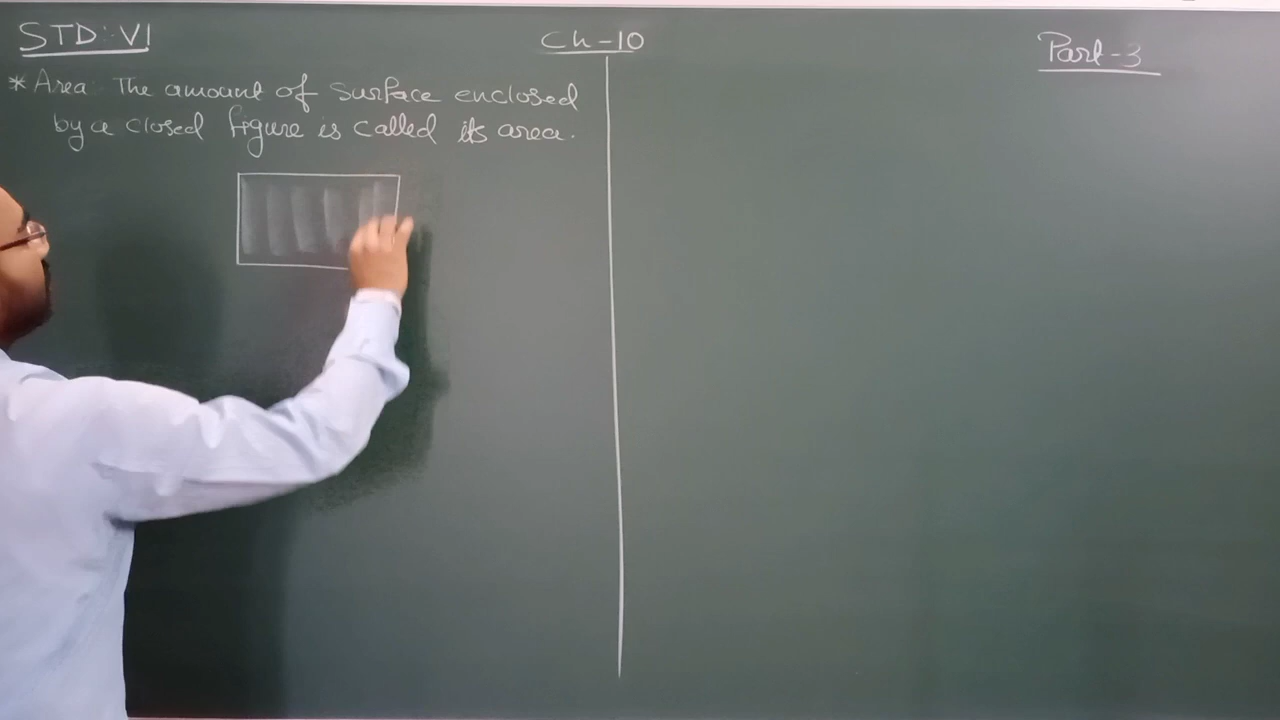 STD: VI
Ch-10
Part-3
* Area: The amount of surface enclosed
by a closed figure is called its area.